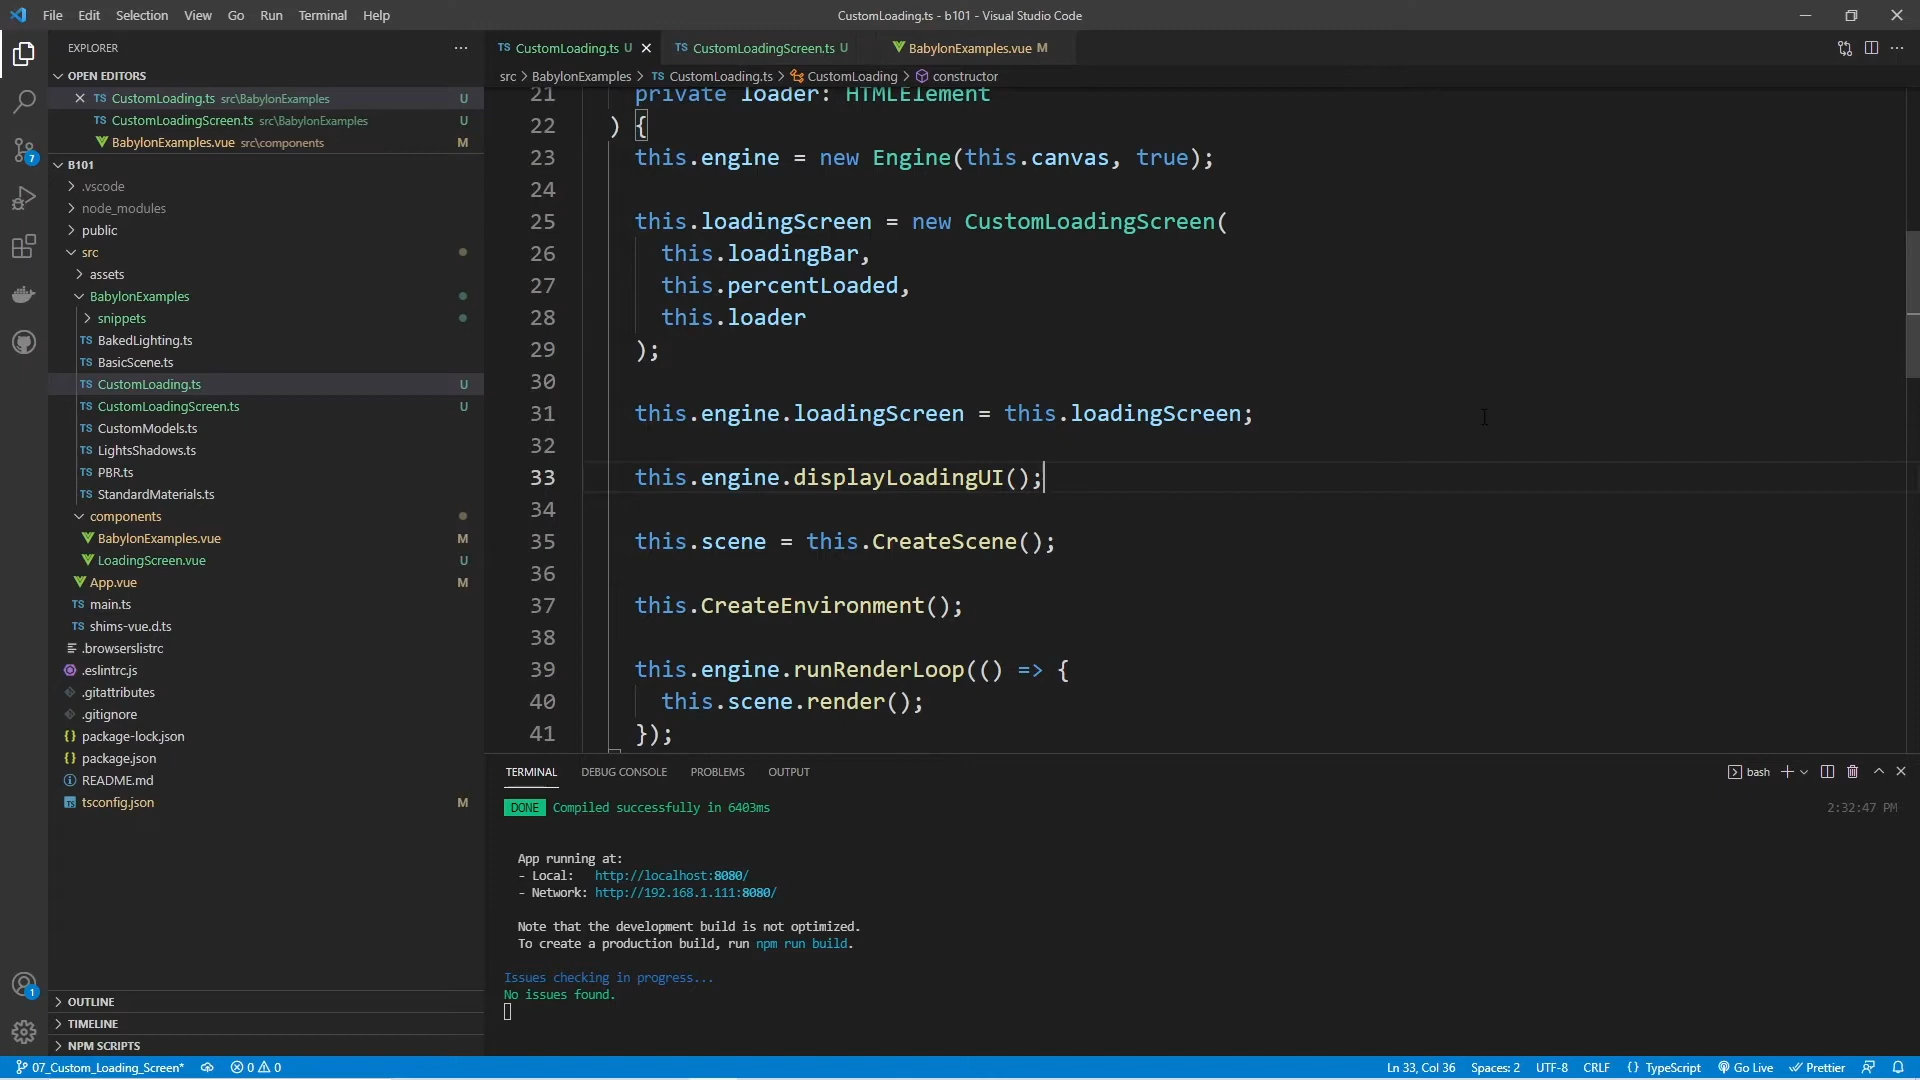 File Edit Selection View Go Run Terminal Help
CustomLoading.ts - b101 - Visual Studio Code
EXPLORER
OPEN EDITORS
TS CustomLoading.ts src\BabylonExamples U
TS CustomLoadingScreen.ts src\BabylonExamples U
BabylonExamples.vue src\components M
B101
.vscode
node_modules
public
src
assets
BabylonExamples
snippets
TS BakedLighting.ts
TS BasicScene.ts
TS CustomLoading.ts U
TS CustomLoadingScreen.ts U
TS CustomModels.ts
TS LightsShadows.ts
TS PBR.ts
TS StandardMaterials.ts
components
BabylonExamples.vue M
LoadingScreen.vue U
App.vue M
TS main.ts
TS shims-vue.d.ts
.browserslistrc
.eslintrc.js
.gitattributes
.gitignore
{} package-lock.json
{} package.json
README.md
TS tsconfig.json M
OUTLINE
TIMELINE
NPM SCRIPTS
7
1
TS CustomLoading.ts U
TS CustomLoadingScreen.ts U
BabylonExamples.vue M
src > BabylonExamples > TS CustomLoading.ts > CustomLoading > constructor
21 private loader: HTMLElement
22 ) {
23 this.engine = new Engine(this.canvas, true);
24
25 this.loadingScreen = new CustomLoadingScreen(
26 this.loadingBar,
27 this.percentLoaded,
28 this.loader
29 );
30
31 this.engine.loadingScreen = this.loadingScreen;
32
33 this.engine.displayLoadingUI();
34
35 this.scene = this.CreateScene();
36
37 this.CreateEnvironment();
38
39 this.engine.runRenderLoop(() => {
40 this.scene.render();
41 });
TERMINAL DEBUG CONSOLE PROBLEMS OUTPUT
bash
DONE Compiled successfully in 6403ms 2:32:47 PM
App running at:
- Local: http://localhost:8080/
- Network: http://192.168.1.111:8080/
Note that the development build is not optimized.
To create a production build, run npm run build.
Issues checking in progress...
No issues found.
07_Custom_Loading_Screen* 0 0
Ln 33, Col 36 Spaces: 2 UTF-8 CRLF {} TypeScript Go Live Prettier